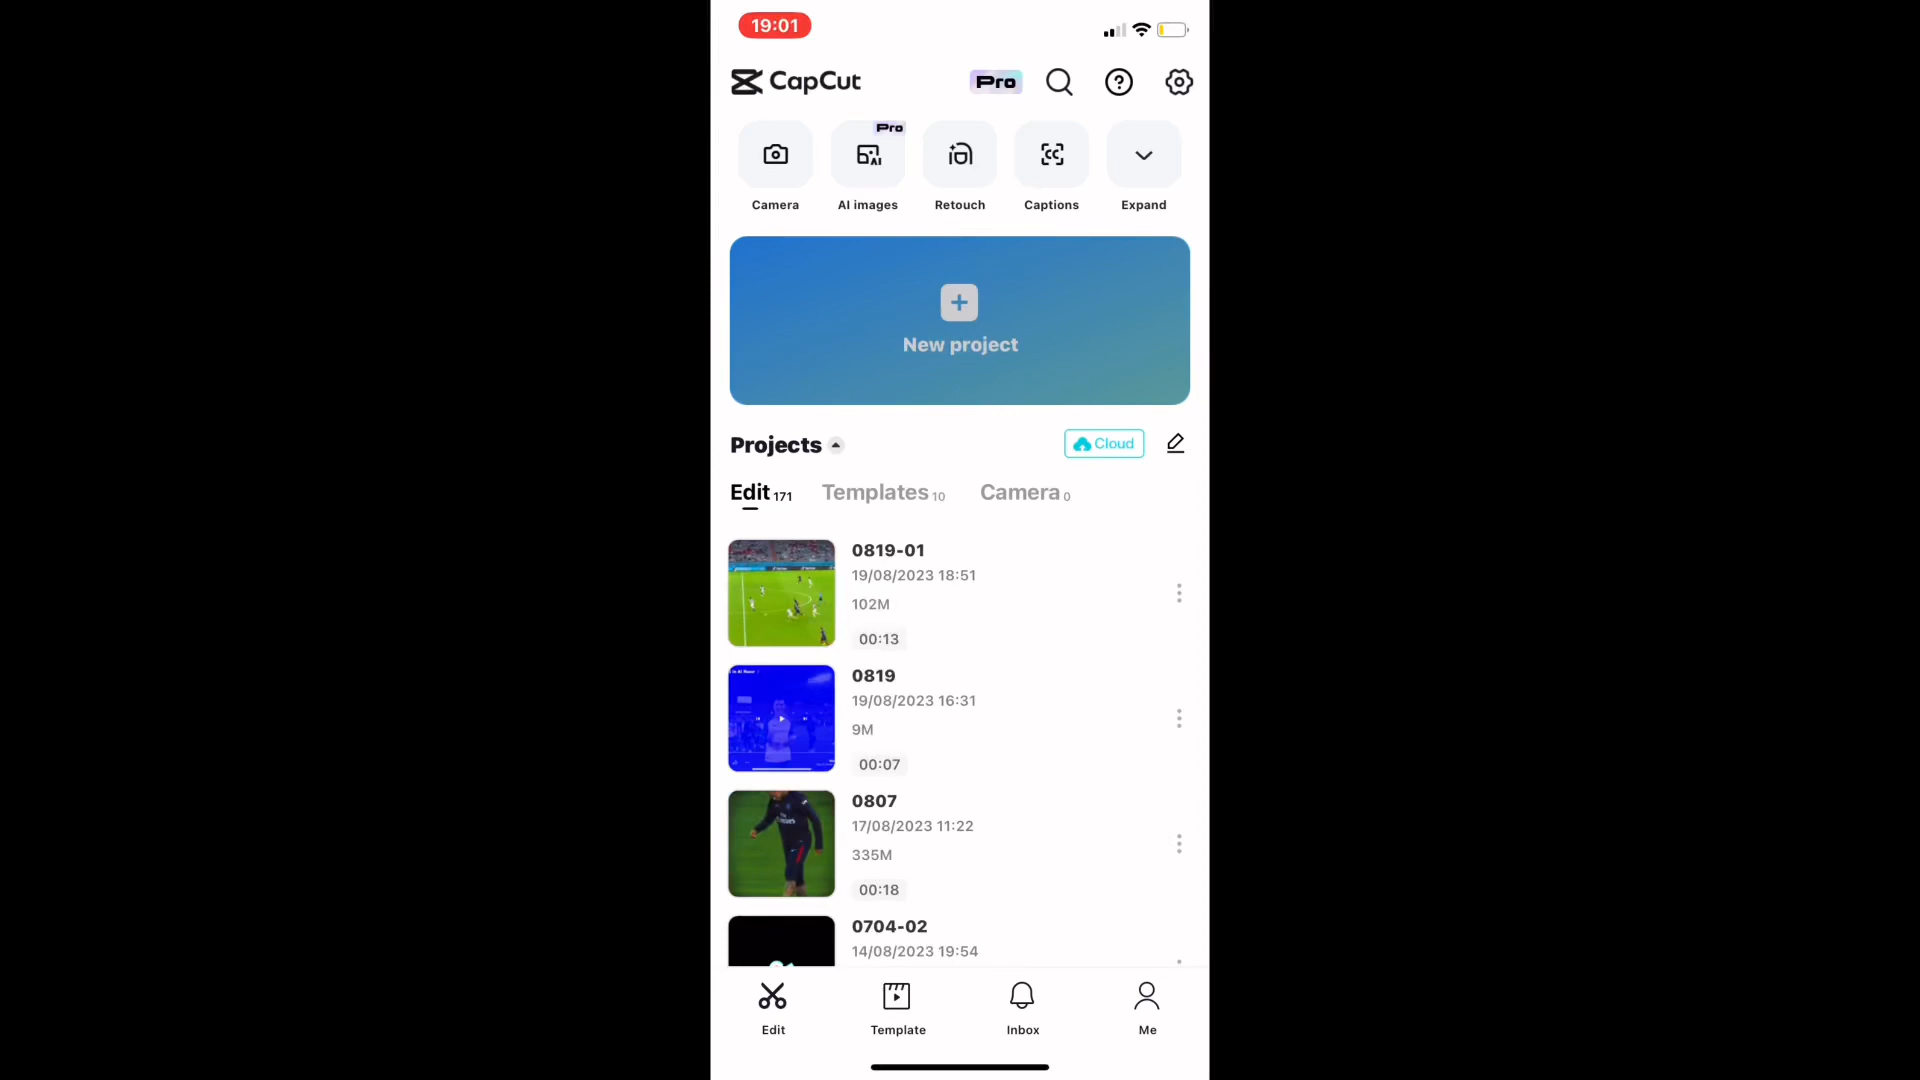 19:01
CapCut
Pro
Pro
Camera
AI images
Retouch
Captions
Expand
New project
Projects
Cloud
Edit 171
Templates 10
Camera 0
0819-01
19/08/2023 18:51
102M
00:13
0819
19/08/2023 16:31
9M
00:07
0807
17/08/2023 11:22
335M
00:18
0704-02
14/08/2023 19:54
Edit
Template
Inbox
Me